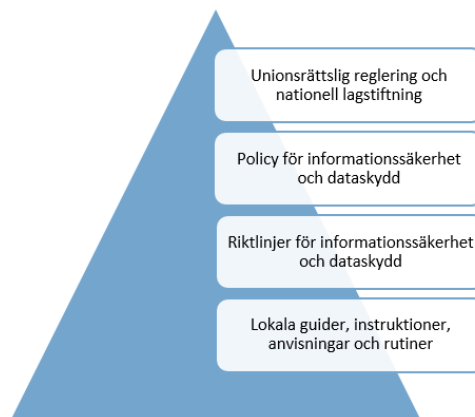 Unionsrättslig reglering och
nationell lagstiftning
Policy för informationssäkerhet
och dataskydd
Riktlinjer för informationssäkerhet
och dataskydd
Lokala guider, instruktioner,
anvisningar och rutiner